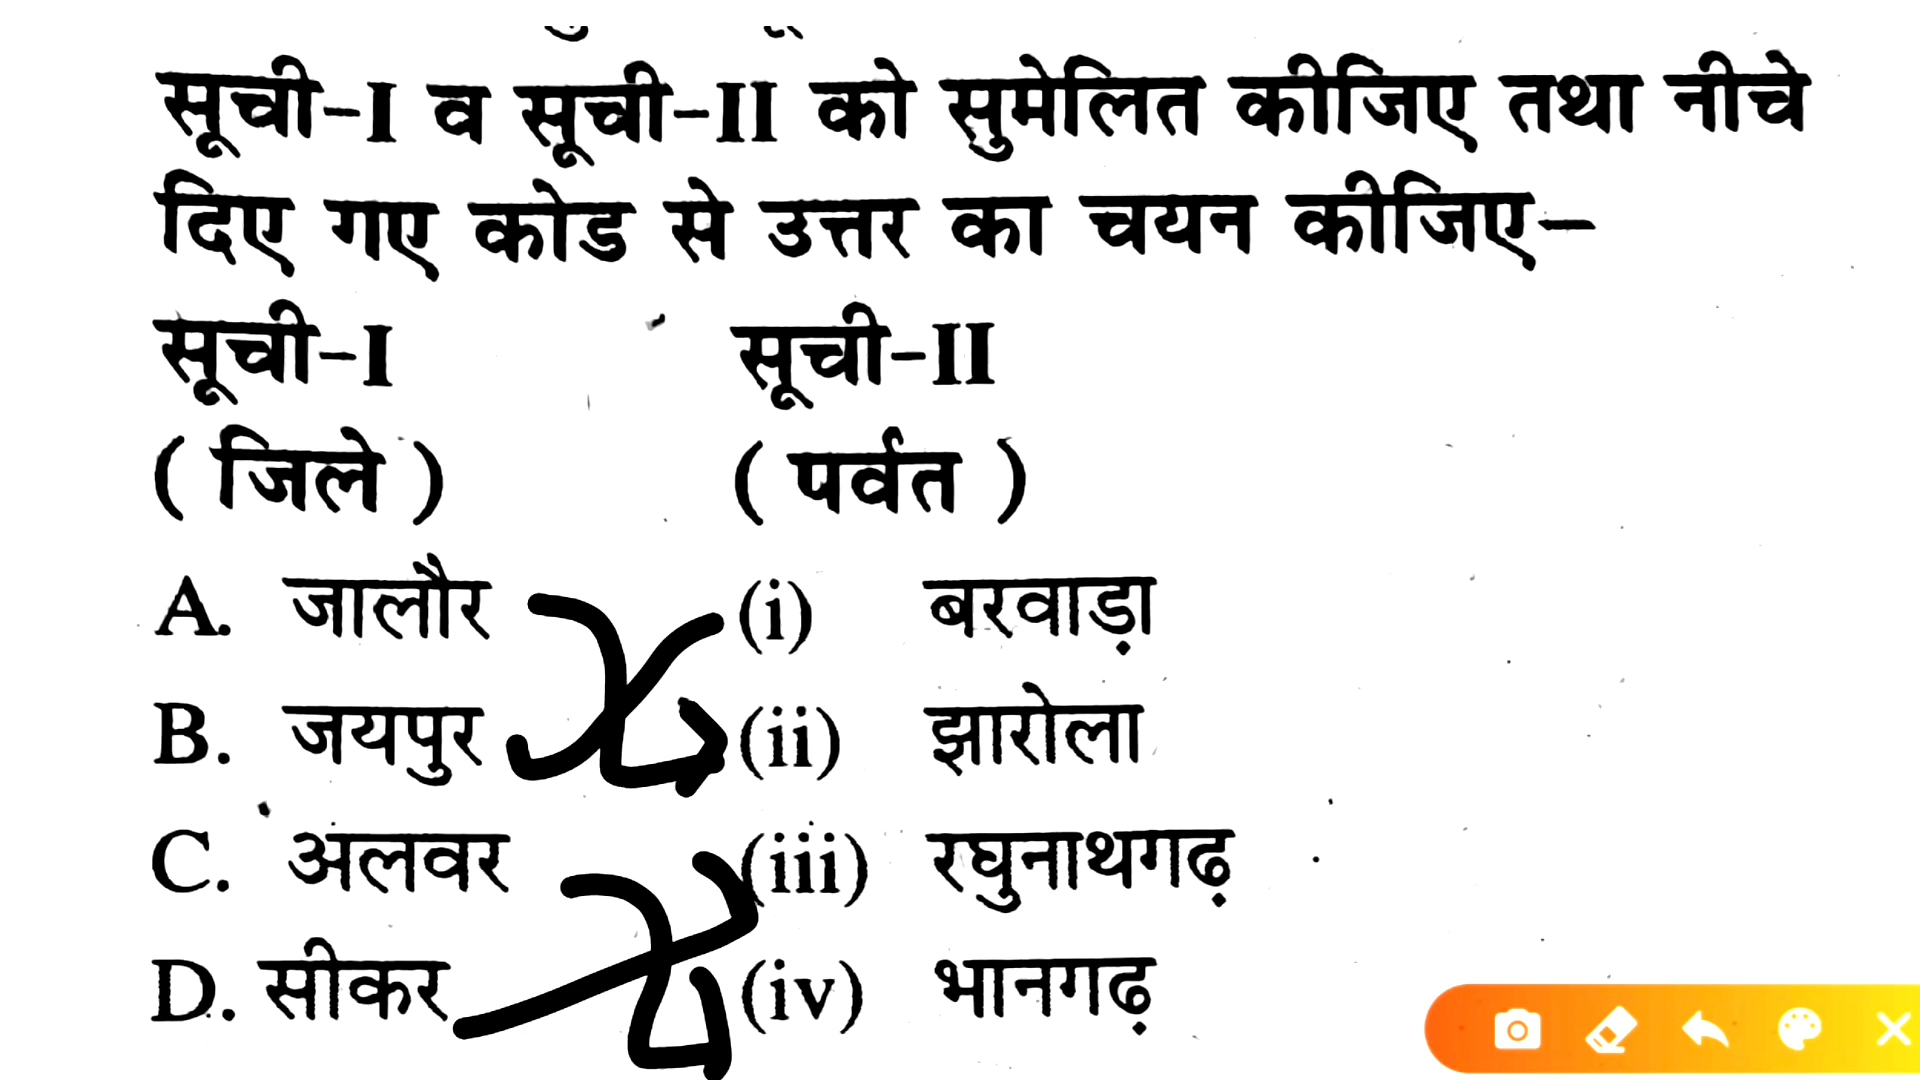 सूची-I व सूची-II को सुमेलित कीजिए तथा नीचे
दिए गए कोड से उत्तर का चयन कीजिए–
सूची-I सूची-II
( जिले ) ( पर्वत )
A. जालौर (i) बरवाड़ा
B. जयपुर (ii) झारोला
C. अलवर (iii) रघुनाथगढ़
D. सीकर (iv) भानगढ़